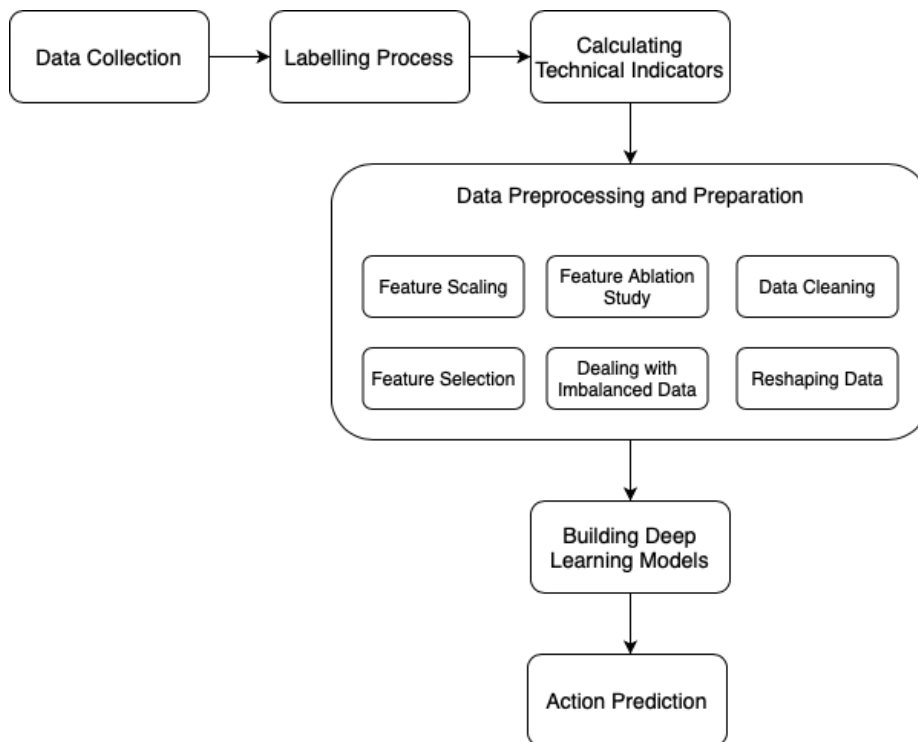 Data Collection
Labelling Process
Calculating
Technical Indicators
Data Preprocessing and Preparation
Feature Scaling
Feature Ablation
Study
Data Cleaning
Feature Selection
Dealing with
Imbalanced Data
Reshaping Data
Building Deep
Learning Models
Action Prediction